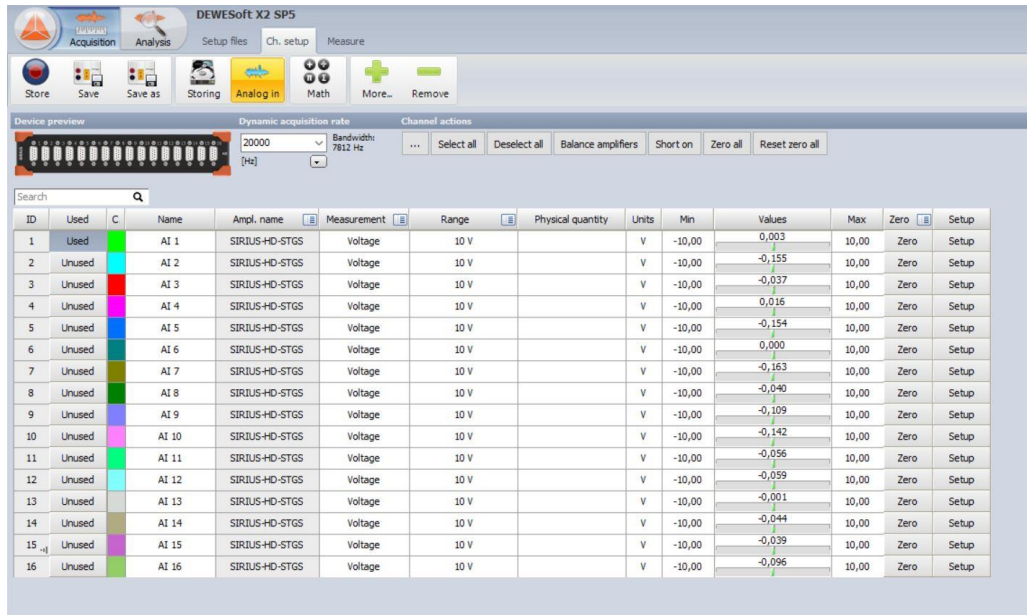 DEWESoft X2 SP5
Acquisition Analysis Setup files Ch. setup Measure
Store Save Save as Storing Analog in Math More... Remove
Device preview Dynamic acquisition rate Channel actions
20000 Bandwidth: 7812 Hz ... Select all Deselect all Balance amplifiers Short on Zero all Reset zero all
[Hz]
Search
ID Used C Name Ampl. name Measurement Range Physical quantity Units Min Values Max Zero Setup
1 Used AI 1 SIRIUS-HD-STGS Voltage 10 V V -10,00 0,003 10,00 Zero Setup
2 Unused AI 2 SIRIUS-HD-STGS Voltage 10 V V -10,00 -0,155 10,00 Zero Setup
3 Unused AI 3 SIRIUS-HD-STGS Voltage 10 V V -10,00 -0,037 10,00 Zero Setup
4 Unused AI 4 SIRIUS-HD-STGS Voltage 10 V V -10,00 0,016 10,00 Zero Setup
5 Unused AI 5 SIRIUS-HD-STGS Voltage 10 V V -10,00 -0,154 10,00 Zero Setup
6 Unused AI 6 SIRIUS-HD-STGS Voltage 10 V V -10,00 0,000 10,00 Zero Setup
7 Unused AI 7 SIRIUS-HD-STGS Voltage 10 V V -10,00 -0,163 10,00 Zero Setup
8 Unused AI 8 SIRIUS-HD-STGS Voltage 10 V V -10,00 -0,040 10,00 Zero Setup
9 Unused AI 9 SIRIUS-HD-STGS Voltage 10 V V -10,00 -0,109 10,00 Zero Setup
10 Unused AI 10 SIRIUS-HD-STGS Voltage 10 V V -10,00 -0,142 10,00 Zero Setup
11 Unused AI 11 SIRIUS-HD-STGS Voltage 10 V V -10,00 -0,056 10,00 Zero Setup
12 Unused AI 12 SIRIUS-HD-STGS Voltage 10 V V -10,00 -0,059 10,00 Zero Setup
13 Unused AI 13 SIRIUS-HD-STGS Voltage 10 V V -10,00 -0,001 10,00 Zero Setup
14 Unused AI 14 SIRIUS-HD-STGS Voltage 10 V V -10,00 -0,044 10,00 Zero Setup
15 Unused AI 15 SIRIUS-HD-STGS Voltage 10 V V -10,00 -0,039 10,00 Zero Setup
16 Unused AI 16 SIRIUS-HD-STGS Voltage 10 V V -10,00 -0,096 10,00 Zero Setup